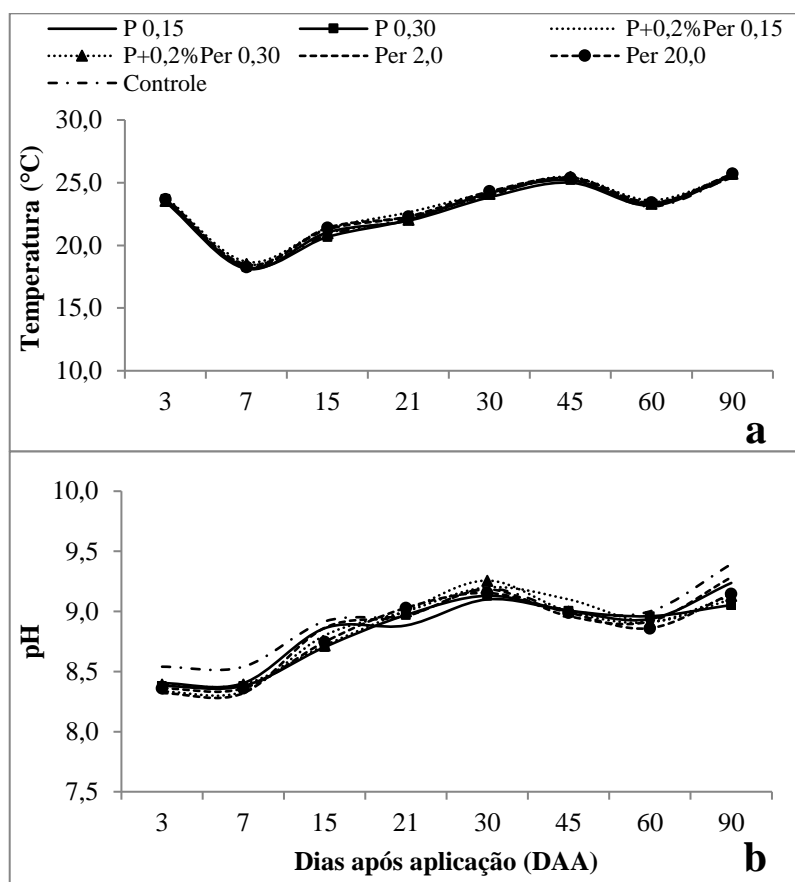 P 0,15 P 0,30 P+0,2%Per 0,15
P+0,2%Per 0,30 Per 2,0 Per 20,0
Controle
Temperatura (°C)
30,0
25,0
20,0
15,0
10,0
3 7 15 21 30 45 60 90
a
pH
10,0
9,5
9,0
8,5
8,0
7,5
3 7 15 21 30 45 60 90
Dias após aplicação (DAA)
b